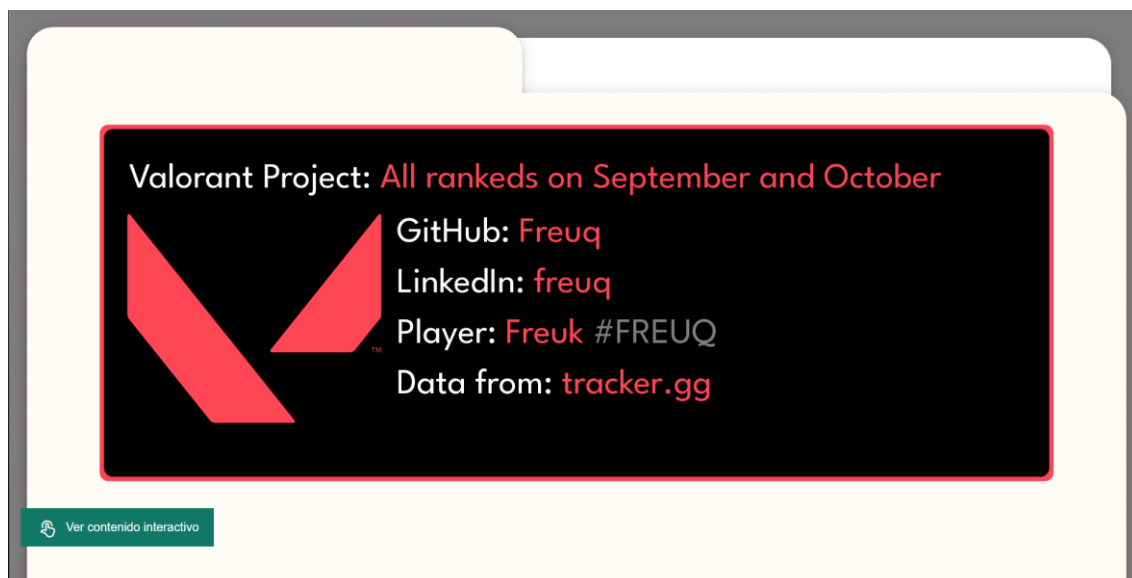 Valorant Project: All rankeds on September and October
GitHub: Freuq
LinkedIn: freuq
Player: Freuk #FREUQ
Data from: tracker.gg
TM
Ver contenido interactivo